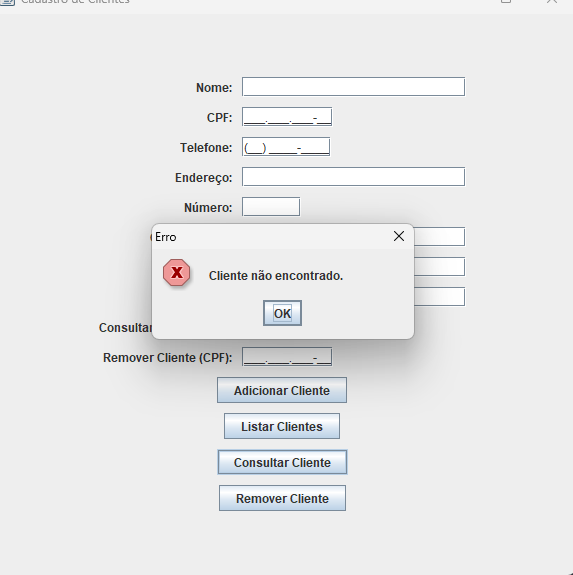 Cadastro de Clientes
Nome:
CPF: ___.___.___-__
Telefone: (__) _____-____
Endereço:
Número:
Erro
Cliente não encontrado.
OK
Consultar
Remover Cliente (CPF): ___.___.___-__
Adicionar Cliente
Listar Clientes
Consultar Cliente
Remover Cliente